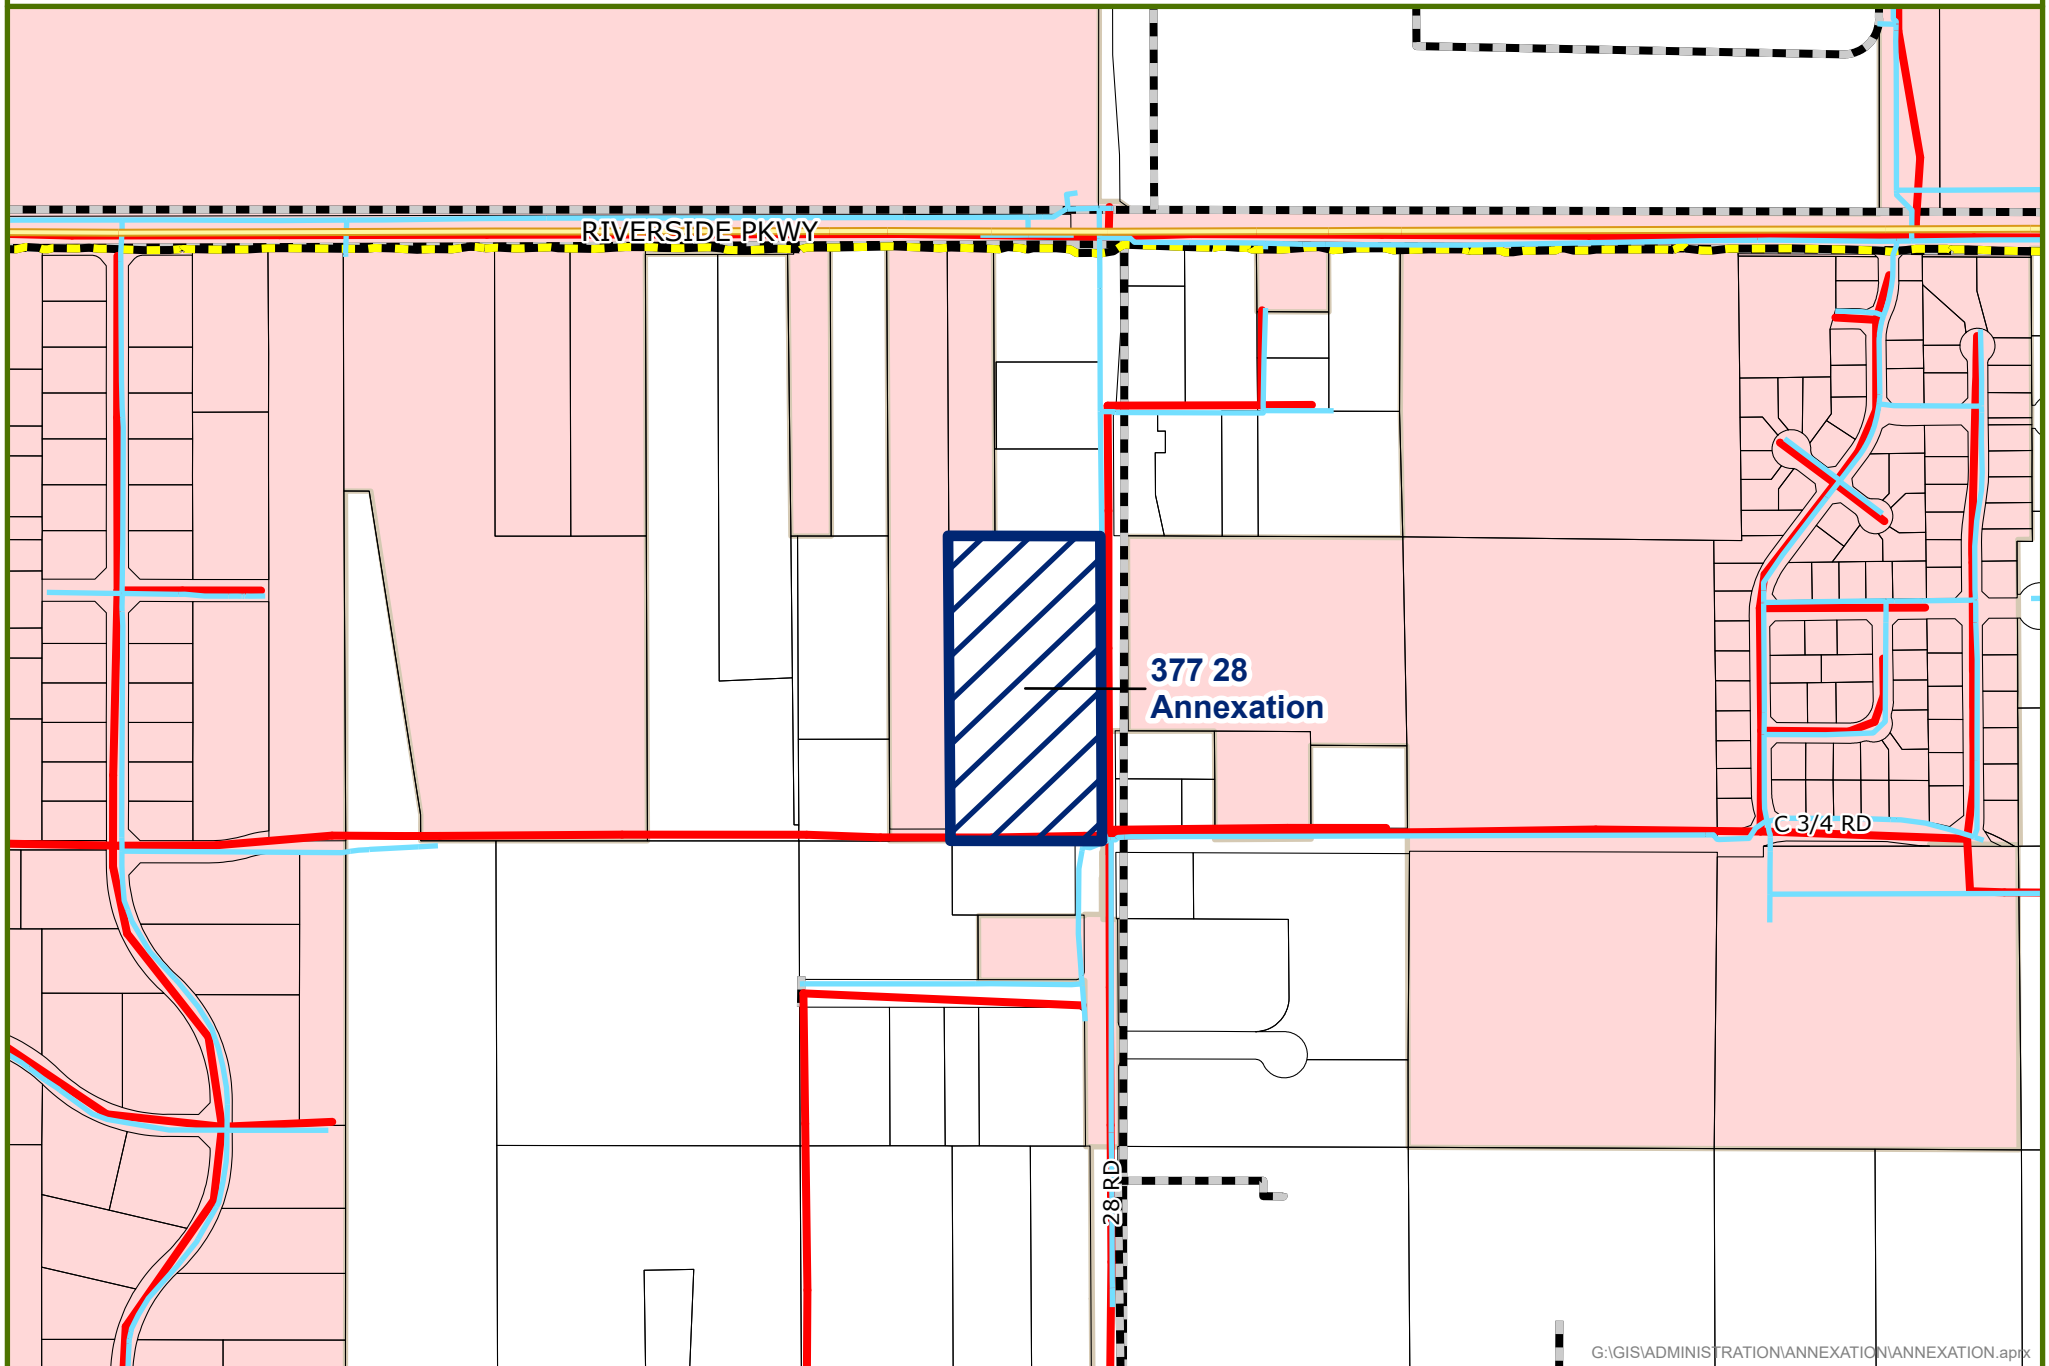 RIVERSIDE PKWY
377 28
Annexation
C 3/4 RD
28 RD
G:\GIS\ADMINISTRATION\ANNEXATION\ANNEXATION.aprx